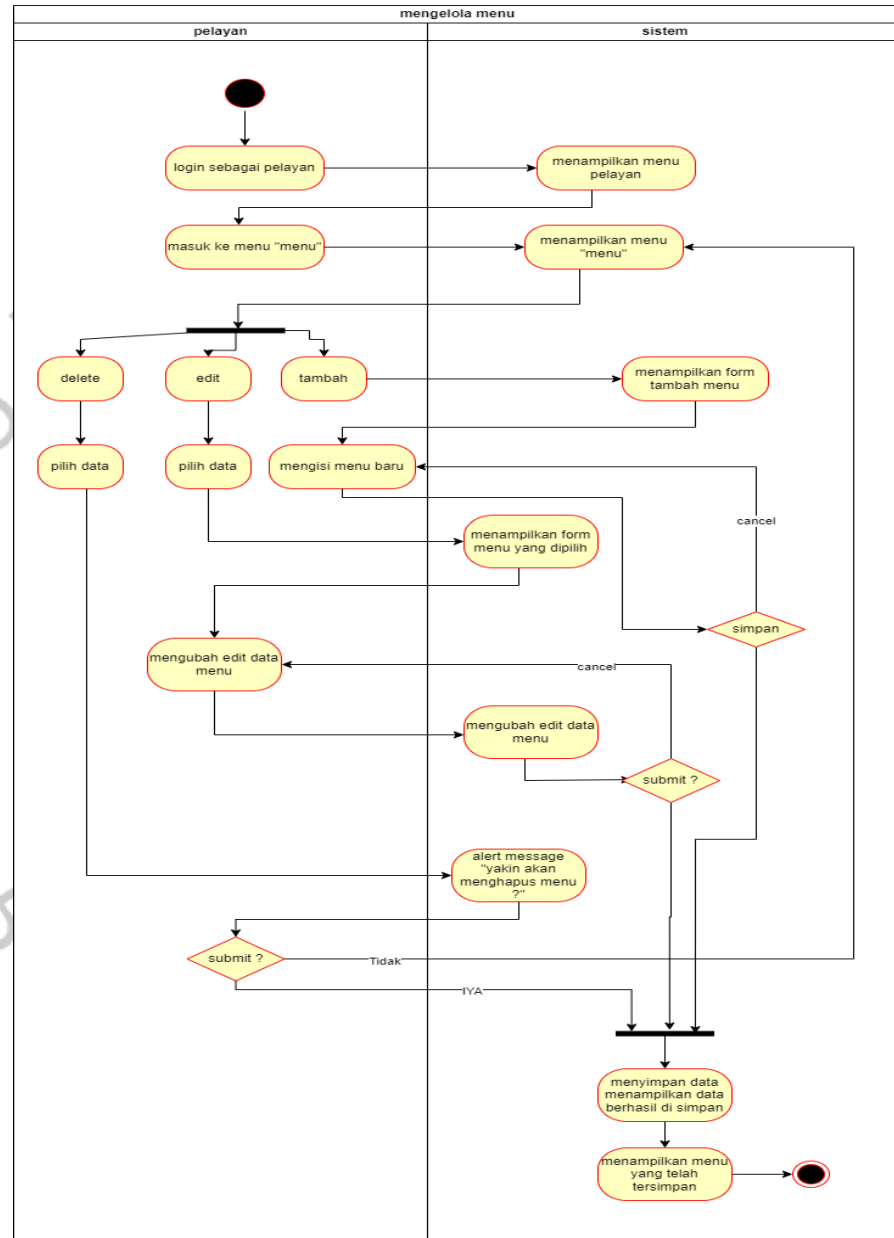 mengelola menu
pelayan
sistem
login sebagai pelayan
menampilkan menu
pelayan
masuk ke menu "menu"
menampilkan menu
"menu"
delete
edit
tambah
menampilkan form
tambah menu
pilih data
pilih data
mengisi menu baru
cancel
menampilkan form
menu yang dipilih
simpan
mengubah edit data
menu
cancel
mengubah edit data
menu
submit ?
alert message
"yakin akan
menghapus menu
?"
submit ?
Tidak
IYA
menyimpan data
menampilkan data
berhasil di simpan
menampilkan menu
yang telah
tersimpan